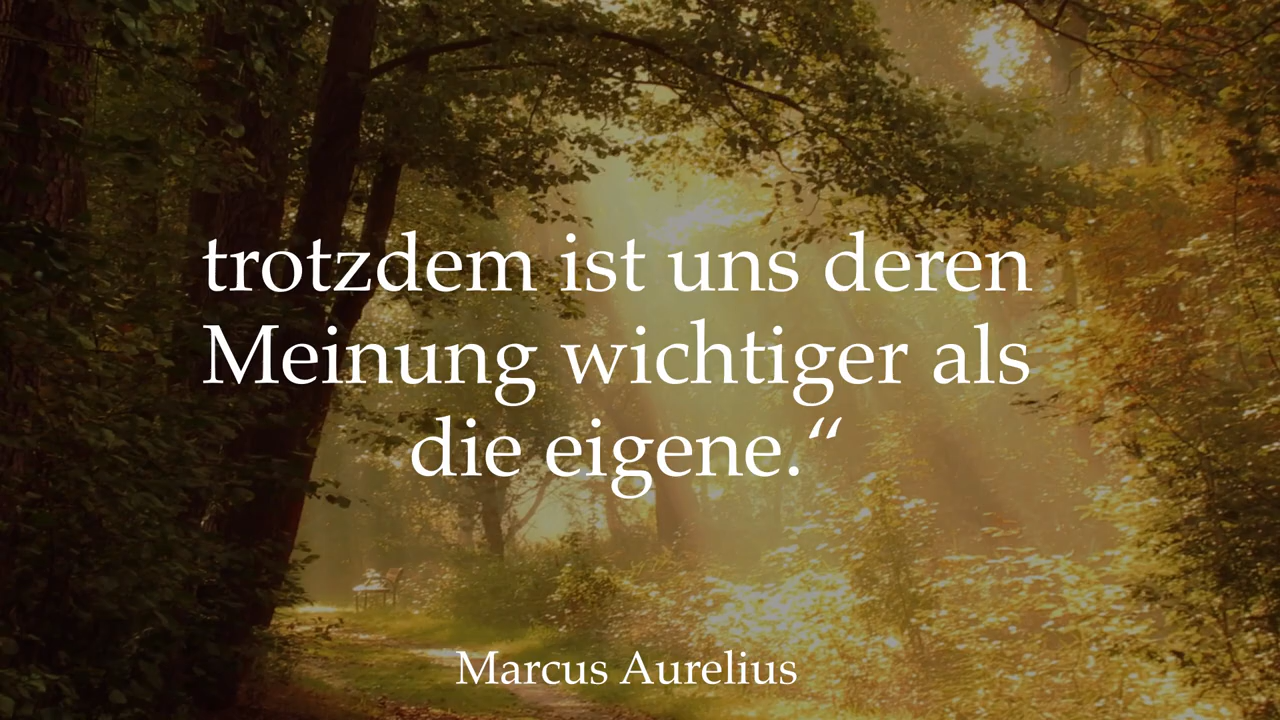 trotzdem ist uns deren
Meinung wichtiger als
die eigene.“
Marcus Aurelius